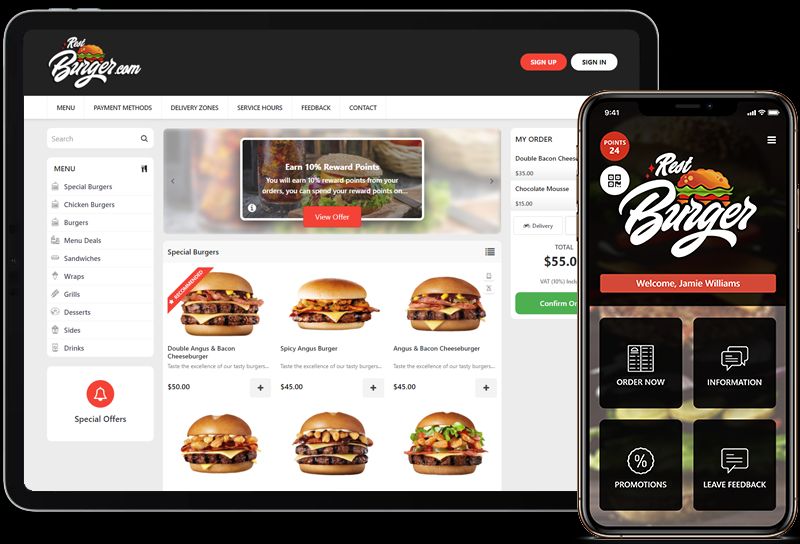 Rest
Burger.com
SIGN UP
SIGN IN
MENU
PAYMENT METHODS
DELIVERY ZONES
SERVICE HOURS
FEEDBACK
CONTACT
Search
MENU
Special Burgers
Chicken Burgers
Burgers
Menu Deals
Sandwiches
Wraps
Grills
Desserts
Sides
Drinks
Special Offers
Earn 10% Reward Points
You will earn 10% reward points from your
orders, you can spend your reward points on...
View Offer
Special Burgers
RECOMMENDED
Double Angus & Bacon
Cheeseburger
Taste the excellence of our tasty burgers...
$50.00
+
Spicy Angus Burger
Taste the excellence of our tasty burgers...
$45.00
+
Angus & Bacon Cheeseburger
Taste the excellence of our tasty burgers...
$45.00
+
MY ORDER
Double Bacon Cheese
$35.00
Chocolate Mousse
$15.00
Delivery
TOTAL
$55.0
VAT (10%) Incl
Confirm Or
9:41
POINTS
24
Rest
Burger
Welcome, Jamie Williams
ORDER NOW
INFORMATION
PROMOTIONS
LEAVE FEEDBACK